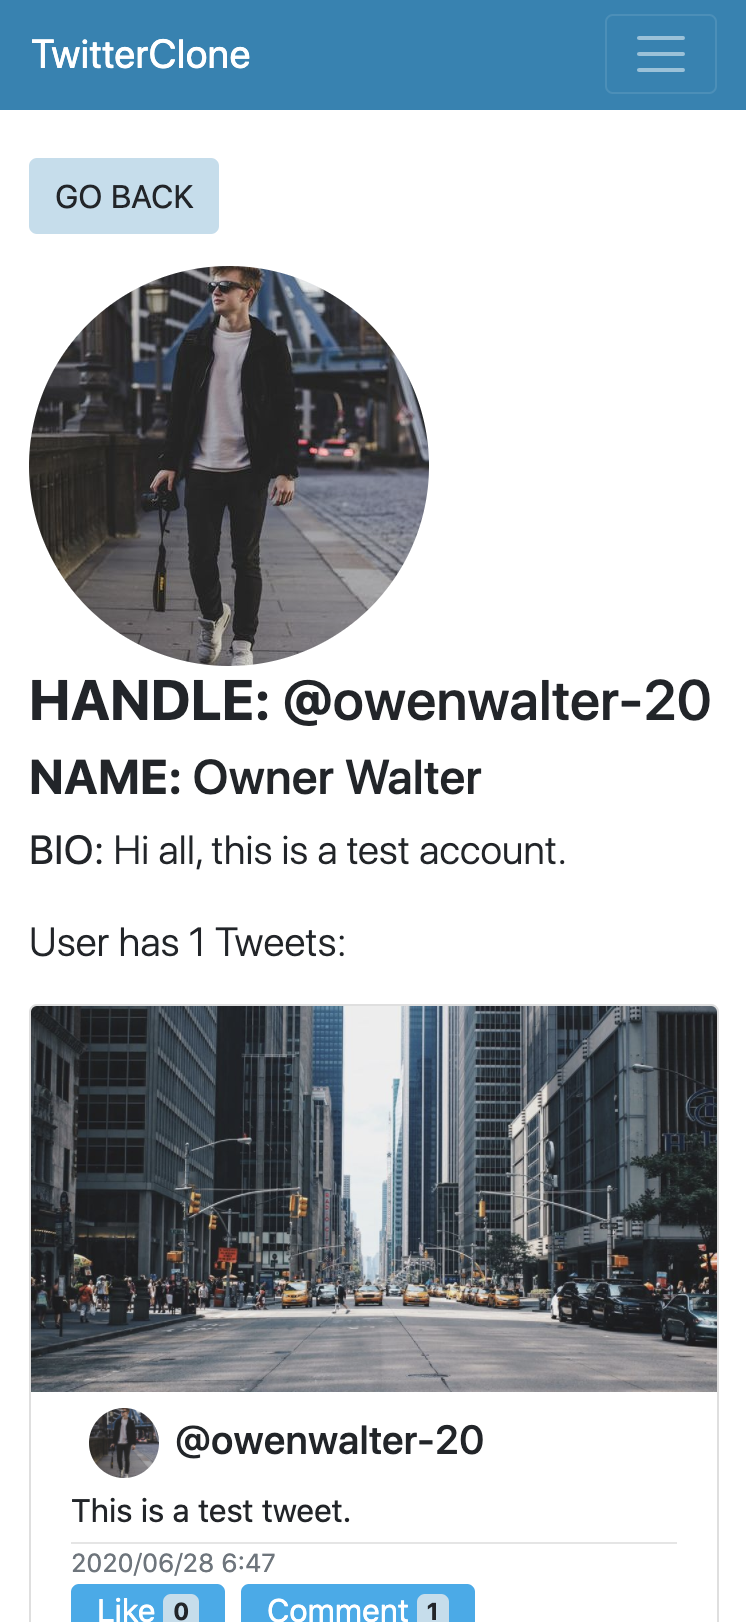 TwitterClone
GO BACK
HANDLE: @owenwalter-20
NAME: Owner Walter
BIO: Hi all, this is a test account.
User has 1 Tweets:
@owenwalter-20
This is a test tweet.
2020/06/28 6:47
Like 0 Comment 1